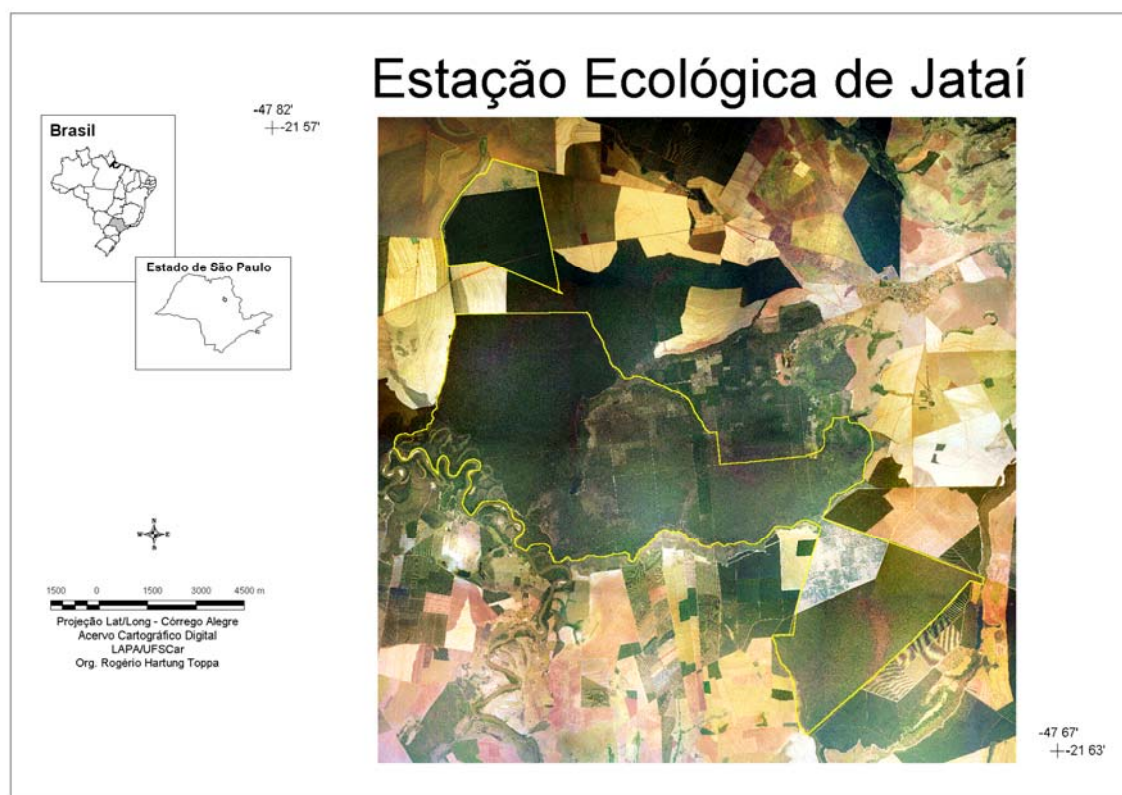 Estação Ecológica de Jataí
-47 82'
-21 57'
Brasil
Estado de São Paulo
N
W E
S
1500 0 1500 3000 4500 m
Projeção Lat/Long - Córrego Alegre
Acervo Cartográfico Digital
LAPA/UFSCar
Org. Rogério Hartung Toppa
-47 67'
-21 63'